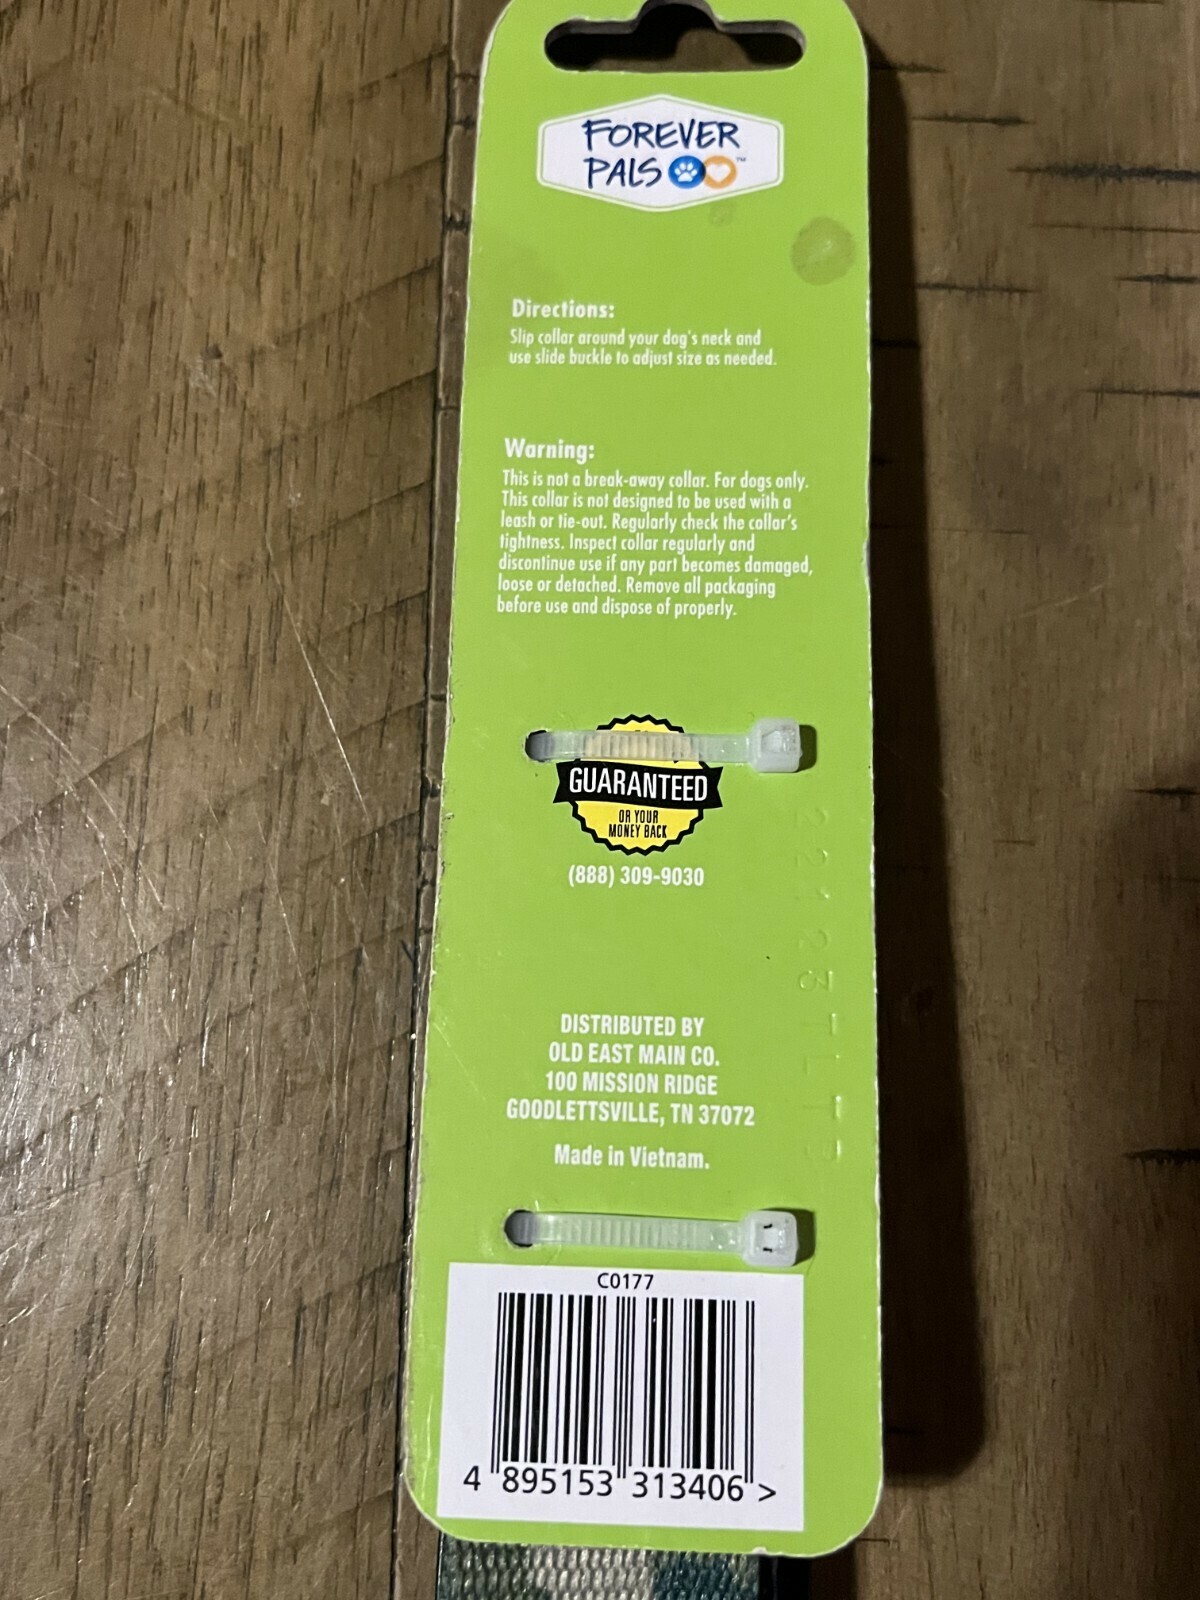 FOREVER
PALS ™
Directions:
Slip collar around your dog's neck and
use slide buckle to adjust size as needed.
Warning:
This is not a break-away collar. For dogs only.
This collar is not designed to be used with a
leash or tie-out. Regularly check the collar's
tightness. Inspect collar regularly and
discontinue use if any part becomes damaged,
loose or detached. Remove all packaging
before use and dispose of properly.
GUARANTEED
OR YOUR
MONEY BACK
(888) 309-9030
DISTRIBUTED BY
OLD EAST MAIN CO.
100 MISSION RIDGE
GOODLETTSVILLE, TN 37072
Made in Vietnam.
C0177
4 895153 313406 >